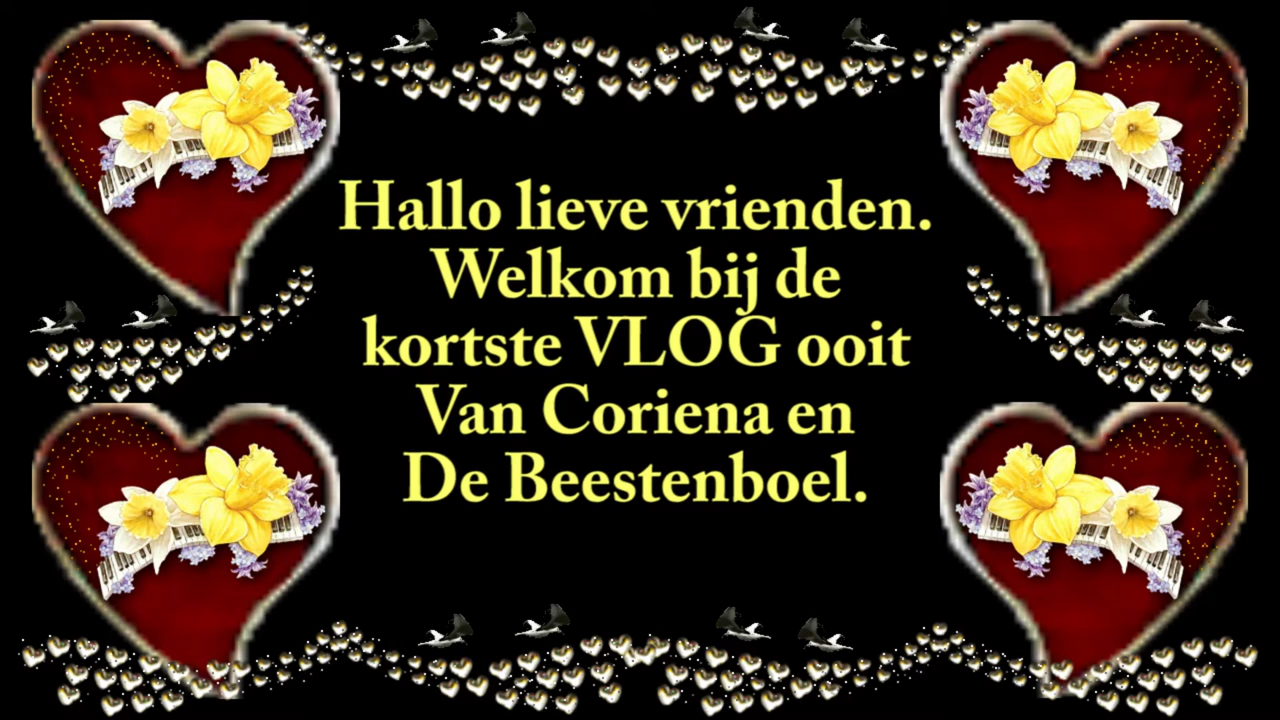 Hallo lieve vrienden.
Welkom bij de
kortste VLOG ooit
Van Coriena en
De Beestenboel.